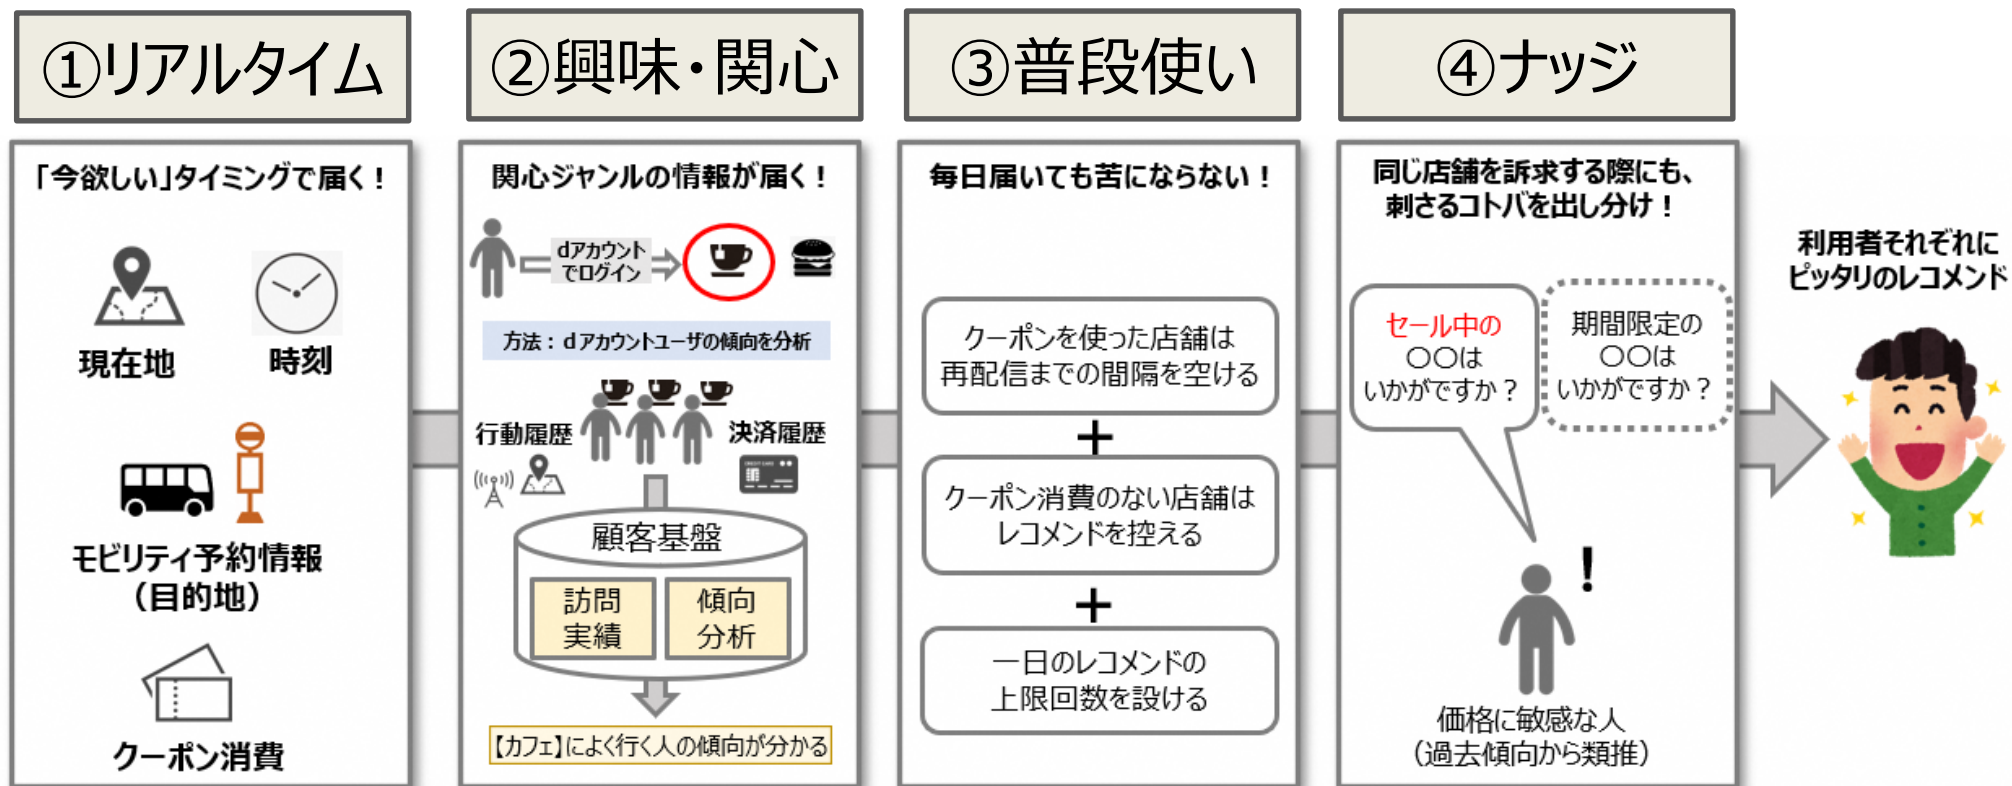 ①リアルタイム
「今欲しい」タイミングで届く！
現在地
時刻
モビリティ予約情報
（目的地）
クーポン消費
②興味・関心
関心ジャンルの情報が届く！
dアカウント
でログイン
方法：dアカウントユーザの傾向を分析
行動履歴
決済履歴
顧客基盤
訪問
実績
傾向
分析
【カフェ】によく行く人の傾向が分かる
③普段使い
毎日届いても苦にならない！
クーポンを使った店舗は
再配信までの間隔を空ける
＋
クーポン消費のない店舗は
レコメンドを控える
＋
一日のレコメンドの
上限回数を設ける
④ナッジ
同じ店舗を訴求する際にも、
刺さるコトバを出し分け！
セール中の
〇〇は
いかがですか？
期間限定の
〇〇は
いかがですか？
！
価格に敏感な人
（過去傾向から類推）
利用者それぞれに
ピッタリのレコメンド